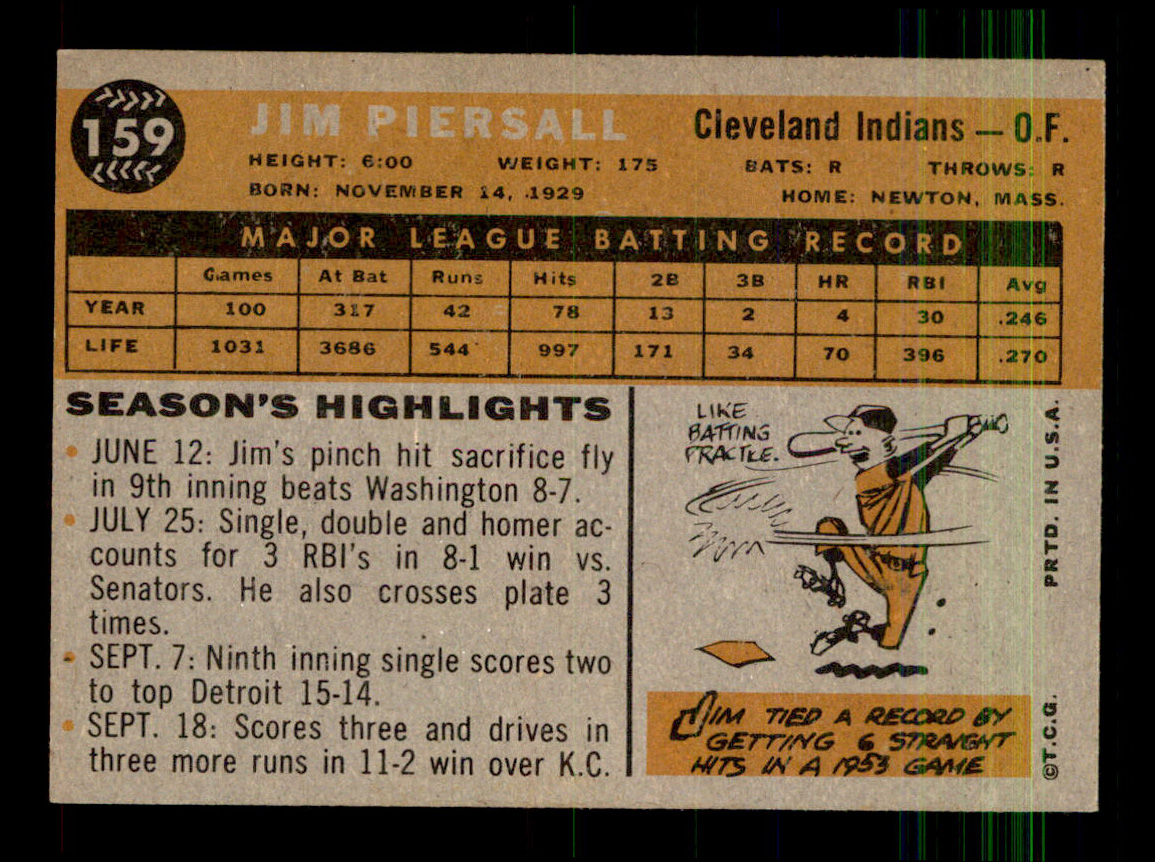 159
JIM PIERSALL
Cleveland Indians — O.F.
HEIGHT: 6:00 WEIGHT: 175 BATS: R THROWS: R
BORN: NOVEMBER 14, 1929 HOME: NEWTON, MASS.
MAJOR LEAGUE BATTING RECORD
Games At Bat Runs Hits 2B 3B HR RBI Avg
YEAR 100 317 42 78 13 2 4 30 .246
LIFE 1031 3686 544 997 171 34 70 396 .270
SEASON'S HIGHLIGHTS
• JUNE 12: Jim's pinch hit sacrifice fly
in 9th inning beats Washington 8-7.
• JULY 25: Single, double and homer ac-
counts for 3 RBI's in 8-1 win vs.
Senators. He also crosses plate 3
times.
• SEPT. 7: Ninth inning single scores two
to top Detroit 15-14.
• SEPT. 18: Scores three and drives in
three more runs in 11-2 win over K.C.
LIKE
BATTING
PRACTICE.
JIM TIED A RECORD BY
GETTING 6 STRAIGHT
HITS IN A 1953 GAME
©T.C.G. PRTD. IN U.S.A.